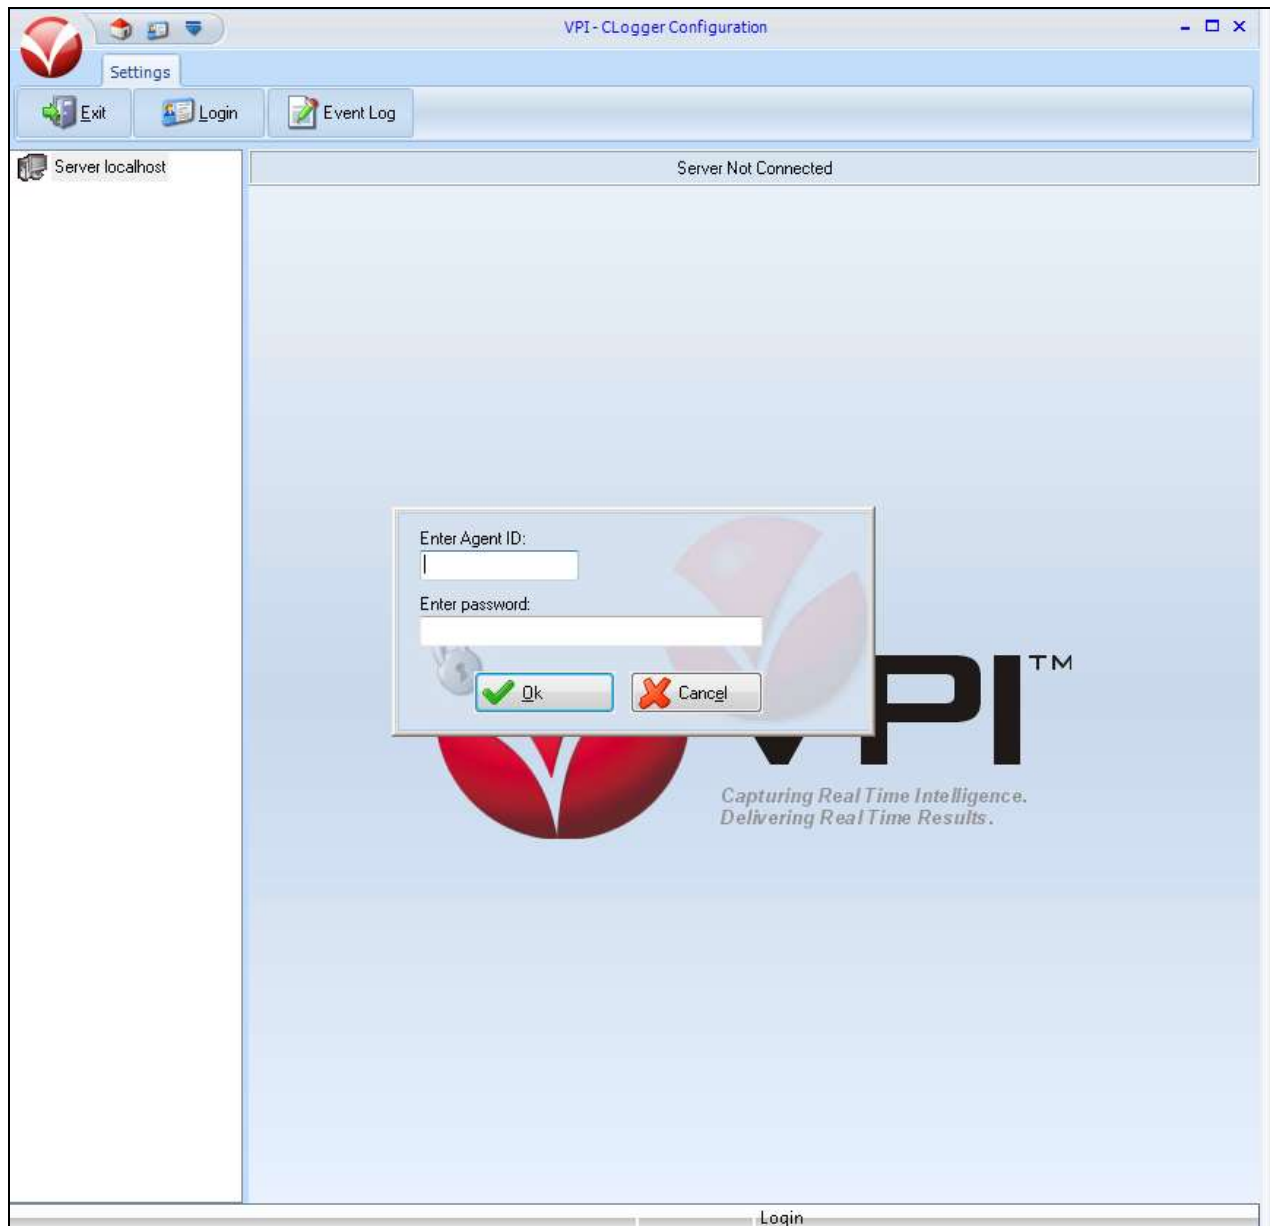 VPI - CLogger Configuration
Settings
Exit Login Event Log
Server localhost
Server Not Connected
Enter Agent ID:
Enter password:
Ok Cancel
PI™
Capturing Real Time Intelligence.
Delivering Real Time Results.
Login